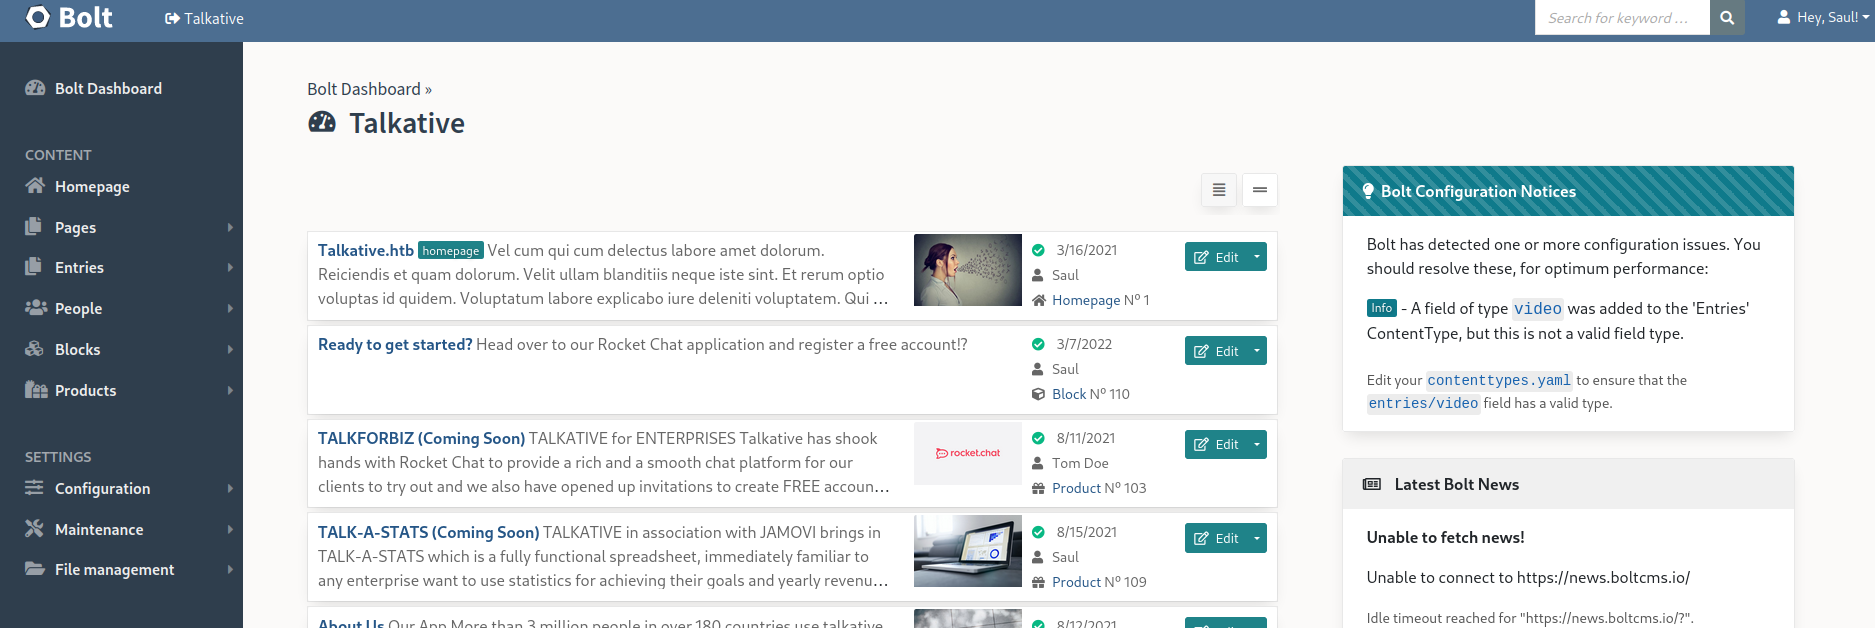 Bolt
Talkative
Search for keyword ...
Hey, Saul!
Bolt Dashboard
CONTENT
Homepage
Pages
Entries
People
Blocks
Products
SETTINGS
Configuration
Maintenance
File management
Bolt Dashboard »
Talkative
Talkative.htb homepage Vel cum qui cum delectus labore amet dolorum.
Reiciendis et quam dolorum. Velit ullam blanditiis neque iste sint. Et rerum optio
voluptas id quidem. Voluptatum labore explicabo iure deleniti voluptatem. Qui ...
3/16/2021
Saul
Homepage Nº 1
Edit
Ready to get started? Head over to our Rocket Chat application and register a free account!?
3/7/2022
Saul
Block Nº 110
Edit
TALKFORBIZ (Coming Soon) TALKATIVE for ENTERPRISES Talkative has shook
hands with Rocket Chat to provide a rich and a smooth chat platform for our
clients to try out and we also have opened up invitations to create FREE accoun...
rocket.chat
8/11/2021
Tom Doe
Product Nº 103
Edit
TALK-A-STATS (Coming Soon) TALKATIVE in association with JAMOVI brings in
TALK-A-STATS which is a fully functional spreadsheet, immediately familiar to
any enterprise want to use statistics for achieving their goals and yearly revenu...
8/15/2021
Saul
Product Nº 109
Edit
About Us Our App More than 3 million people in over 180 countries use talkative
8/12/2021
Bolt Configuration Notices
Bolt has detected one or more configuration issues. You
should resolve these, for optimum performance:
Info - A field of type video was added to the 'Entries'
ContentType, but this is not a valid field type.
Edit your contenttypes.yaml to ensure that the
entries/video field has a valid type.
Latest Bolt News
Unable to fetch news!
Unable to connect to https://news.boltcms.io/
Idle timeout reached for "https://news.boltcms.io/?".